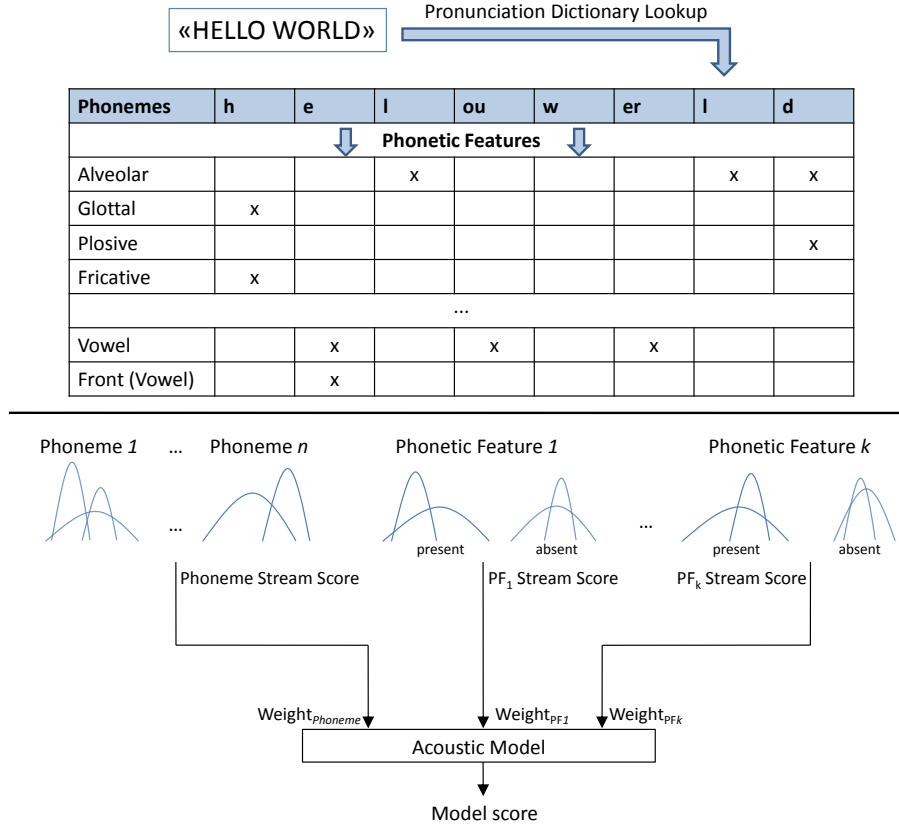 Pronunciation Dictionary Lookup
«HELLO WORLD»
Phonemes h e l ou w er l d
Phonetic Features
Alveolar x x x
Glottal x
Plosive x
Fricative x
...
Vowel x x x
Front (Vowel) x
Phoneme 1 ... Phoneme n Phonetic Feature 1 Phonetic Feature k
... ...
present absent present absent
Phoneme Stream Score PF1 Stream Score PFk Stream Score
WeightPhoneme WeightPF1 WeightPFk
Acoustic Model
Model score